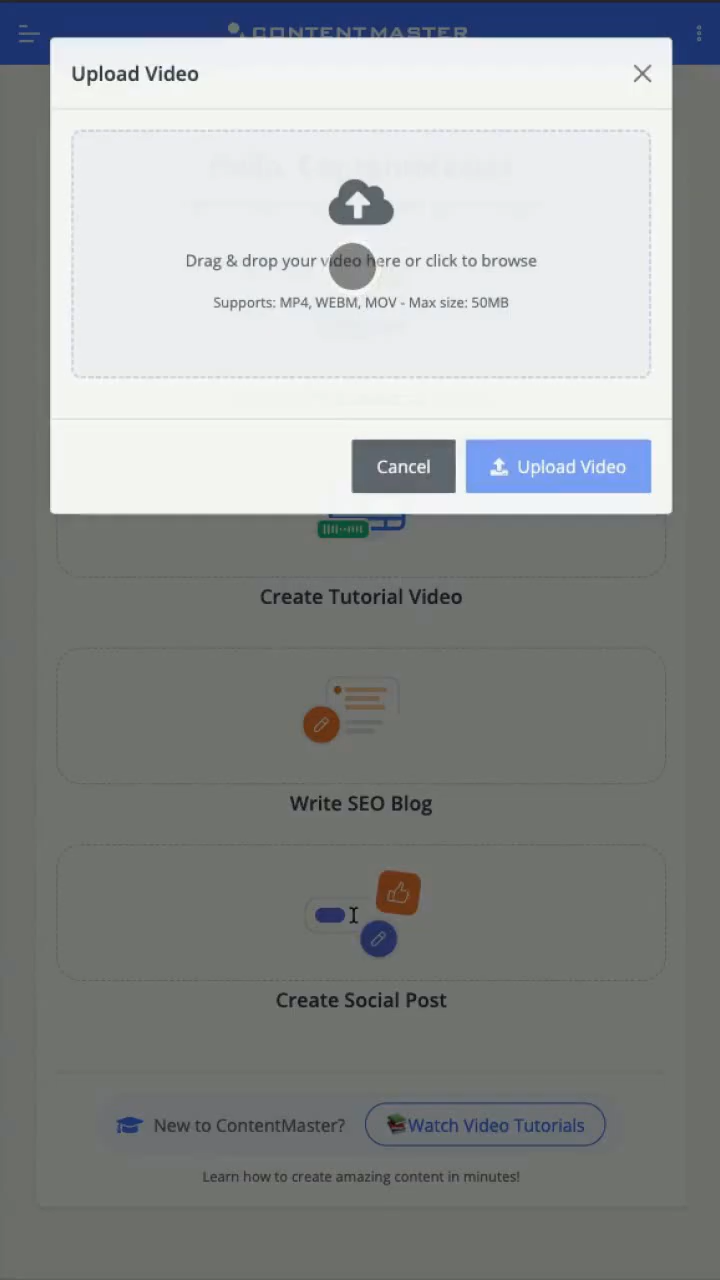 CONTENTMASTER
Upload Video
Drag & drop your video here or click to browse
Supports: MP4, WEBM, MOV - Max size: 50MB
Cancel
Upload Video
Create Tutorial Video
Write SEO Blog
Create Social Post
New to ContentMaster?
Watch Video Tutorials
Learn how to create amazing content in minutes!